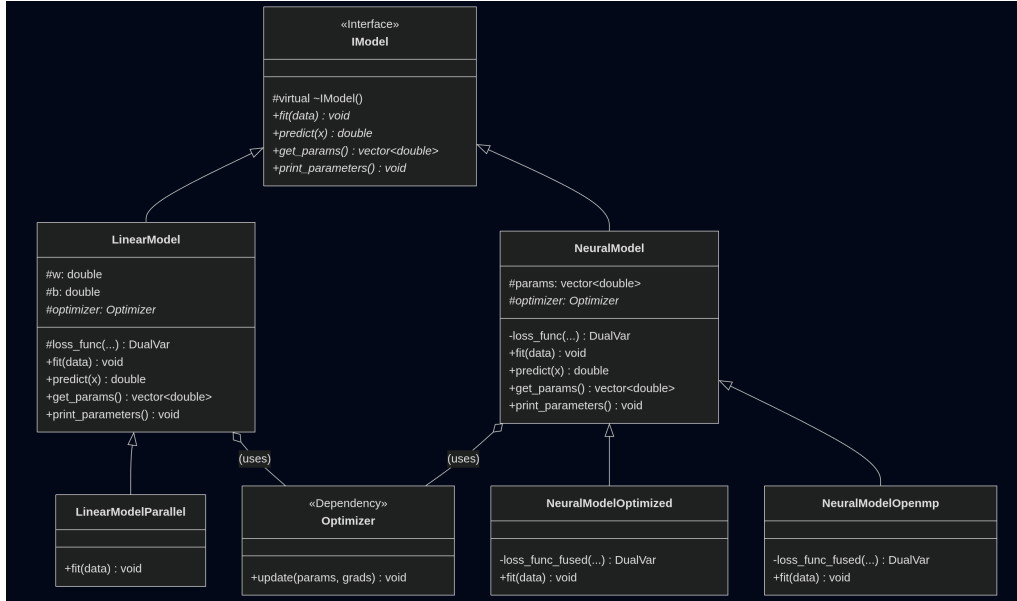 «Interface»
IModel
#virtual ~IModel()
+fit(data) : void
+predict(x) : double
+get_params() : vector<double>
+print_parameters() : void
LinearModel
#w: double
#b: double
#optimizer: Optimizer
#loss_func(...) : DualVar
+fit(data) : void
+predict(x) : double
+get_params() : vector<double>
+print_parameters() : void
NeuralModel
#params: vector<double>
#optimizer: Optimizer
-loss_func(...) : DualVar
+fit(data) : void
+predict(x) : double
+get_params() : vector<double>
+print_parameters() : void
(uses)
(uses)
LinearModelParallel
+fit(data) : void
«Dependency»
Optimizer
+update(params, grads) : void
NeuralModelOptimized
-loss_func_fused(...) : DualVar
+fit(data) : void
NeuralModelOpenmp
-loss_func_fused(...) : DualVar
+fit(data) : void